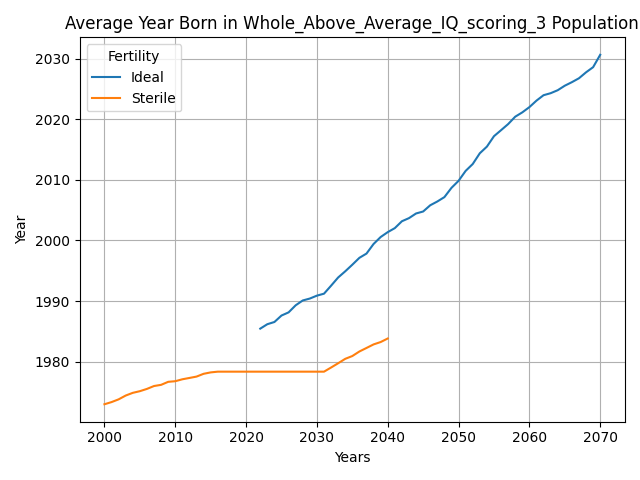 Average Year Born in Whole_Above_Average_IQ_scoring_3 Population
Fertility
Ideal
Sterile
2030
2020
2010
2000
1990
1980
Year
2000 2010 2020 2030 2040 2050 2060 2070
Years